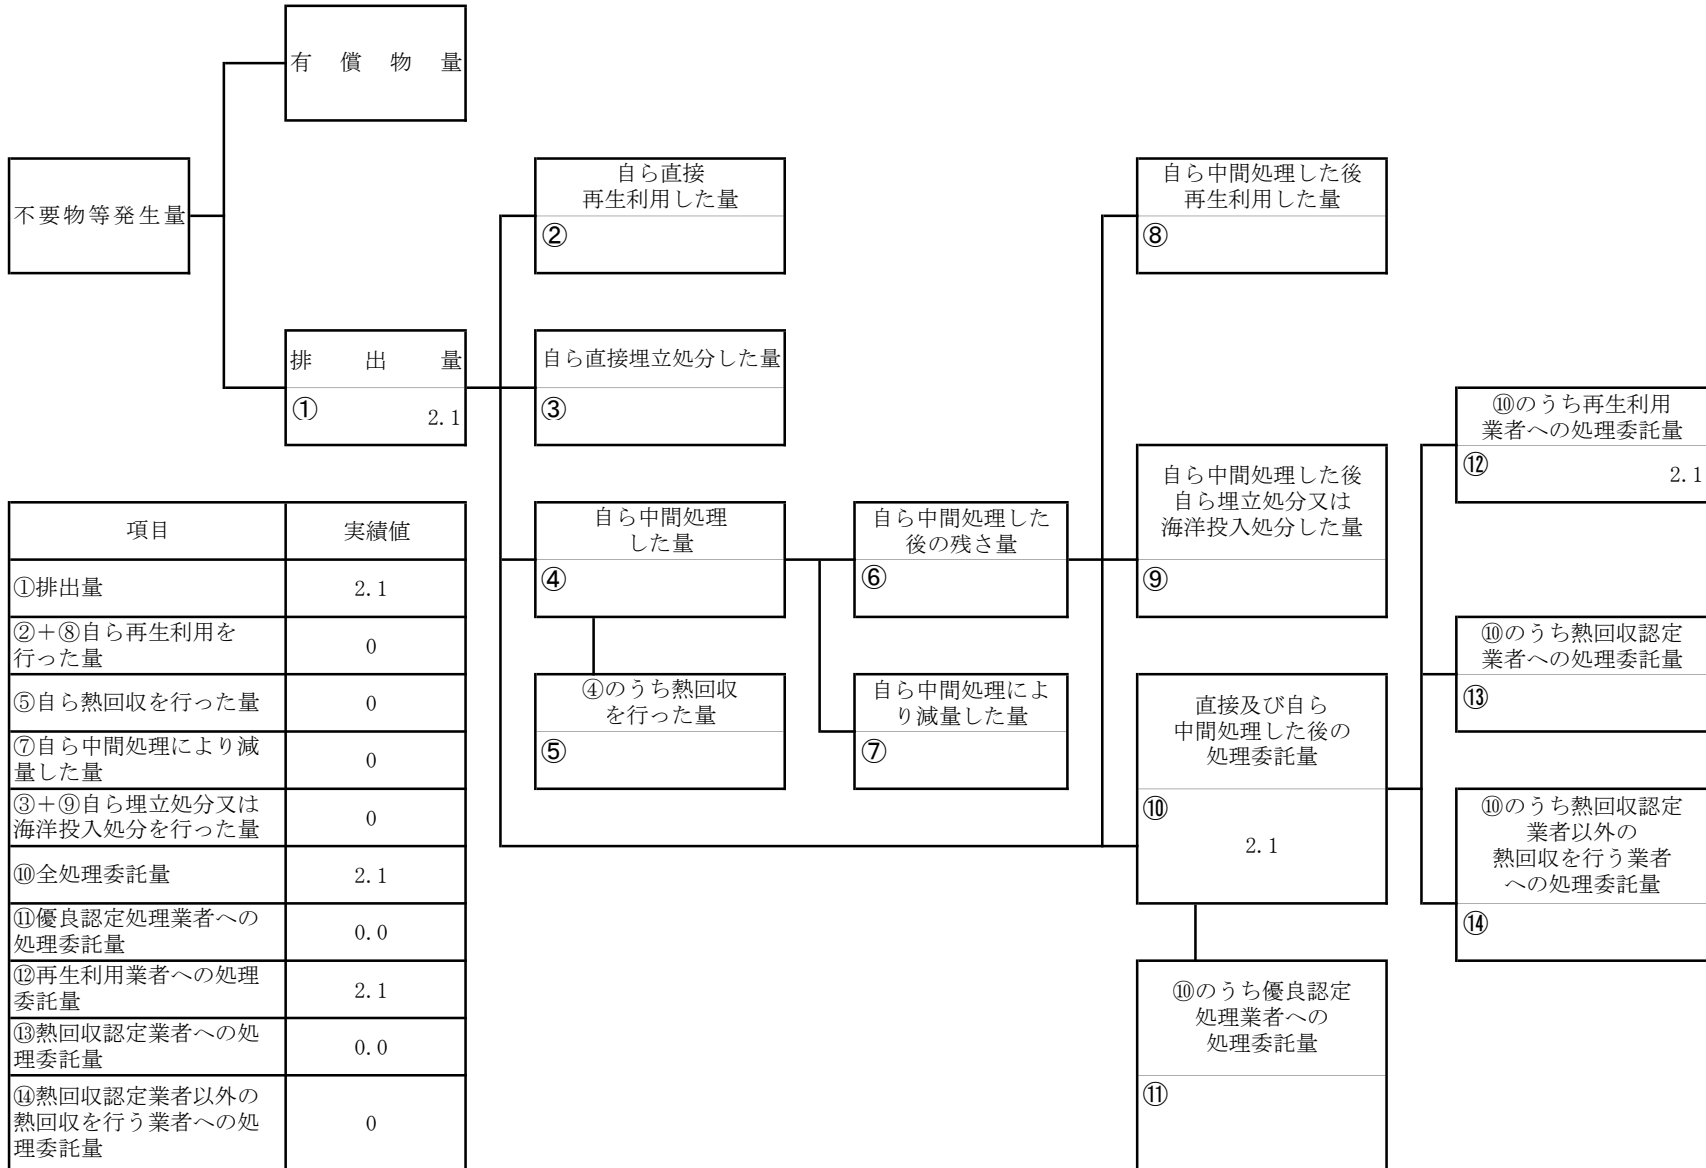 有償物量
不要物等発生量
排出量
①
2.1
自ら直接
再生利用した量
②
自ら直接埋立処分した量
③
自ら中間処理
した量
④
④のうち熱回収
を行った量
⑤
自ら中間処理した
後の残さ量
⑥
自ら中間処理によ
り減量した量
⑦
自ら中間処理した後
再生利用した量
⑧
自ら中間処理した後
自ら埋立処分又は
海洋投入処分した量
⑨
直接及び自ら
中間処理した後の
処理委託量
⑩
2.1
⑩のうち優良認定
処理業者への
処理委託量
⑪
⑩のうち再生利用
業者への処理委託量
⑫
2.1
⑩のうち熱回収認定
業者への処理委託量
⑬
⑩のうち熱回収認定
業者以外の
熱回収を行う業者
への処理委託量
⑭
項目 実績値
①排出量 2.1
②＋⑧自ら再生利用を
行った量 0
⑤自ら熱回収を行った量 0
⑦自ら中間処理により減
量した量 0
③＋⑨自ら埋立処分又は
海洋投入処分を行った量 0
⑩全処理委託量 2.1
⑪優良認定処理業者への
処理委託量 0.0
⑫再生利用業者への処理
委託量 2.1
⑬熱回収認定業者への処
理委託量 0.0
⑭熱回収認定業者以外の
熱回収を行う業者への処
理委託量 0